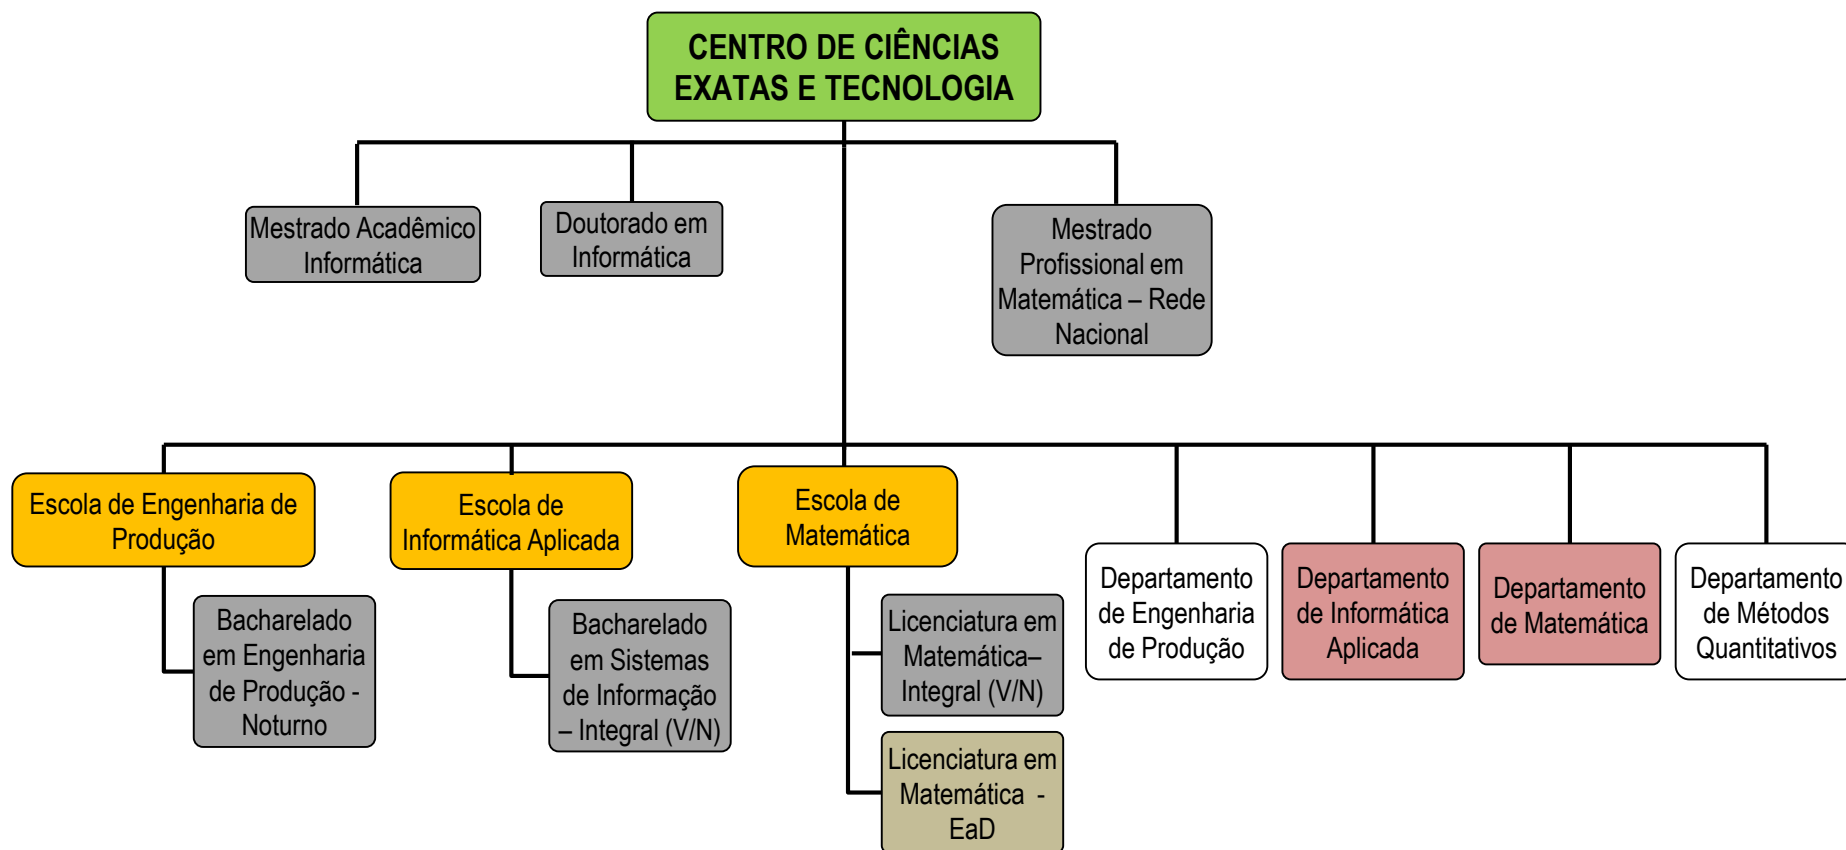 CENTRO DE CIÊNCIAS
EXATAS E TECNOLOGIA
Mestrado Acadêmico
Informática
Doutorado em
Informática
Mestrado
Profissional em
Matemática – Rede
Nacional
Escola de Engenharia de
Produção
Escola de
Informática Aplicada
Escola de
Matemática
Departamento
de Engenharia
de Produção
Departamento
de Informática
Aplicada
Departamento
de Matemática
Departamento
de Métodos
Quantitativos
Bacharelado
em Engenharia
de Produção -
Noturno
Bacharelado
em Sistemas
de Informação
– Integral (V/N)
Licenciatura em
Matemática–
Integral (V/N)
Licenciatura em
Matemática -
EaD